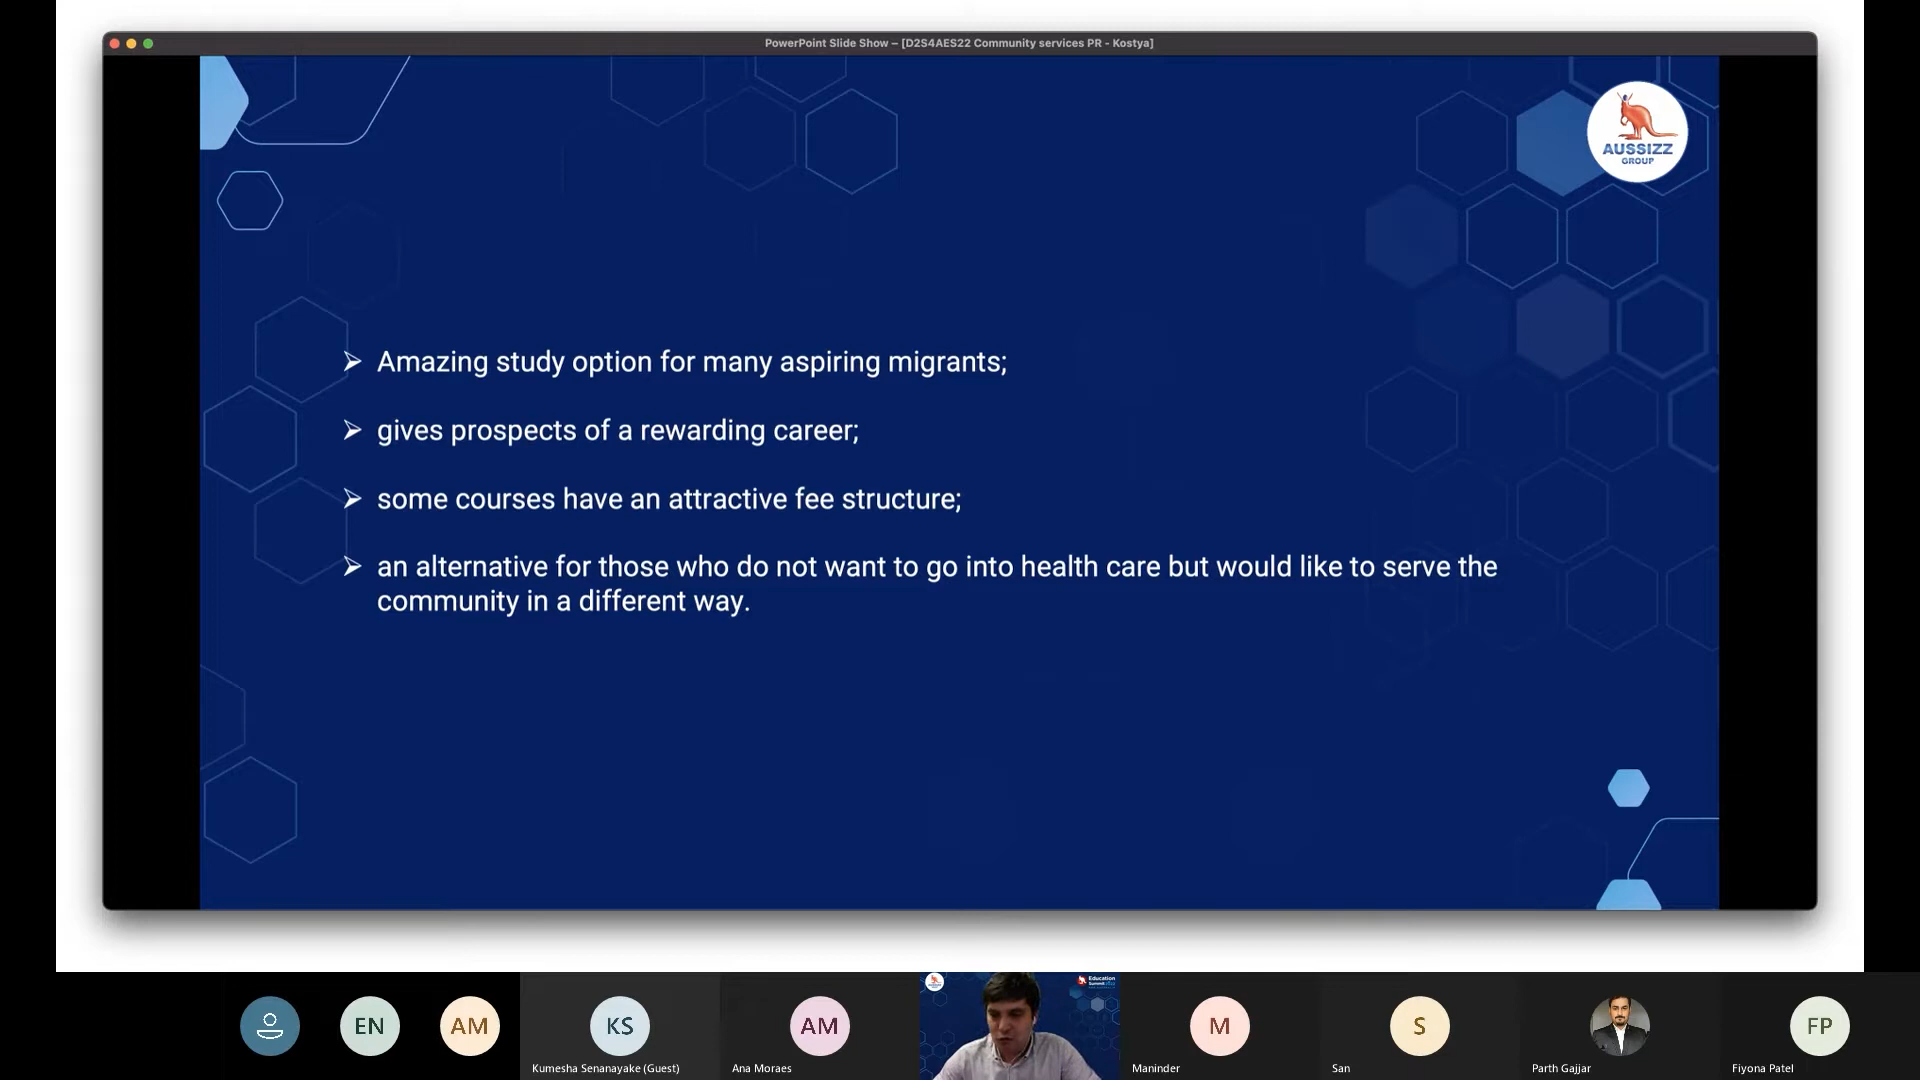 PowerPoint Slide Show – [D2S4AES22 Community services PR - Kostya]
AUSSIZZ
GROUP
Amazing study option for many aspiring migrants;
gives prospects of a rewarding career;
some courses have an attractive fee structure;
an alternative for those who do not want to go into health care but would like to serve the
community in a different way.
EN
AM
KS
Kumesha Senanayake (Guest)
AM
Ana Moraes
Education
M
Maninder
S
San
Parth Gajjar
FP
Fiyona Patel